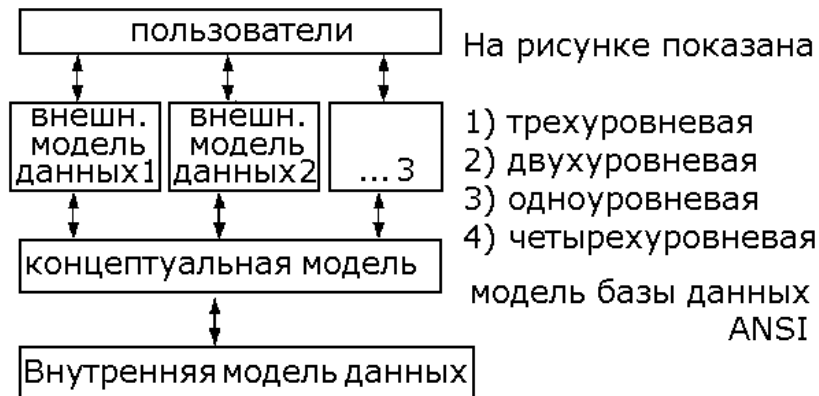 пользователи
На рисунке показана
внешн.
модель
данных1
внешн.
модель
данных2
... 3
1) трехуровневая
2) двухуровневая
3) одноуровневая
4) четырехуровневая
концептуальная модель
модель базы данных
ANSI
Внутренняя модель данных